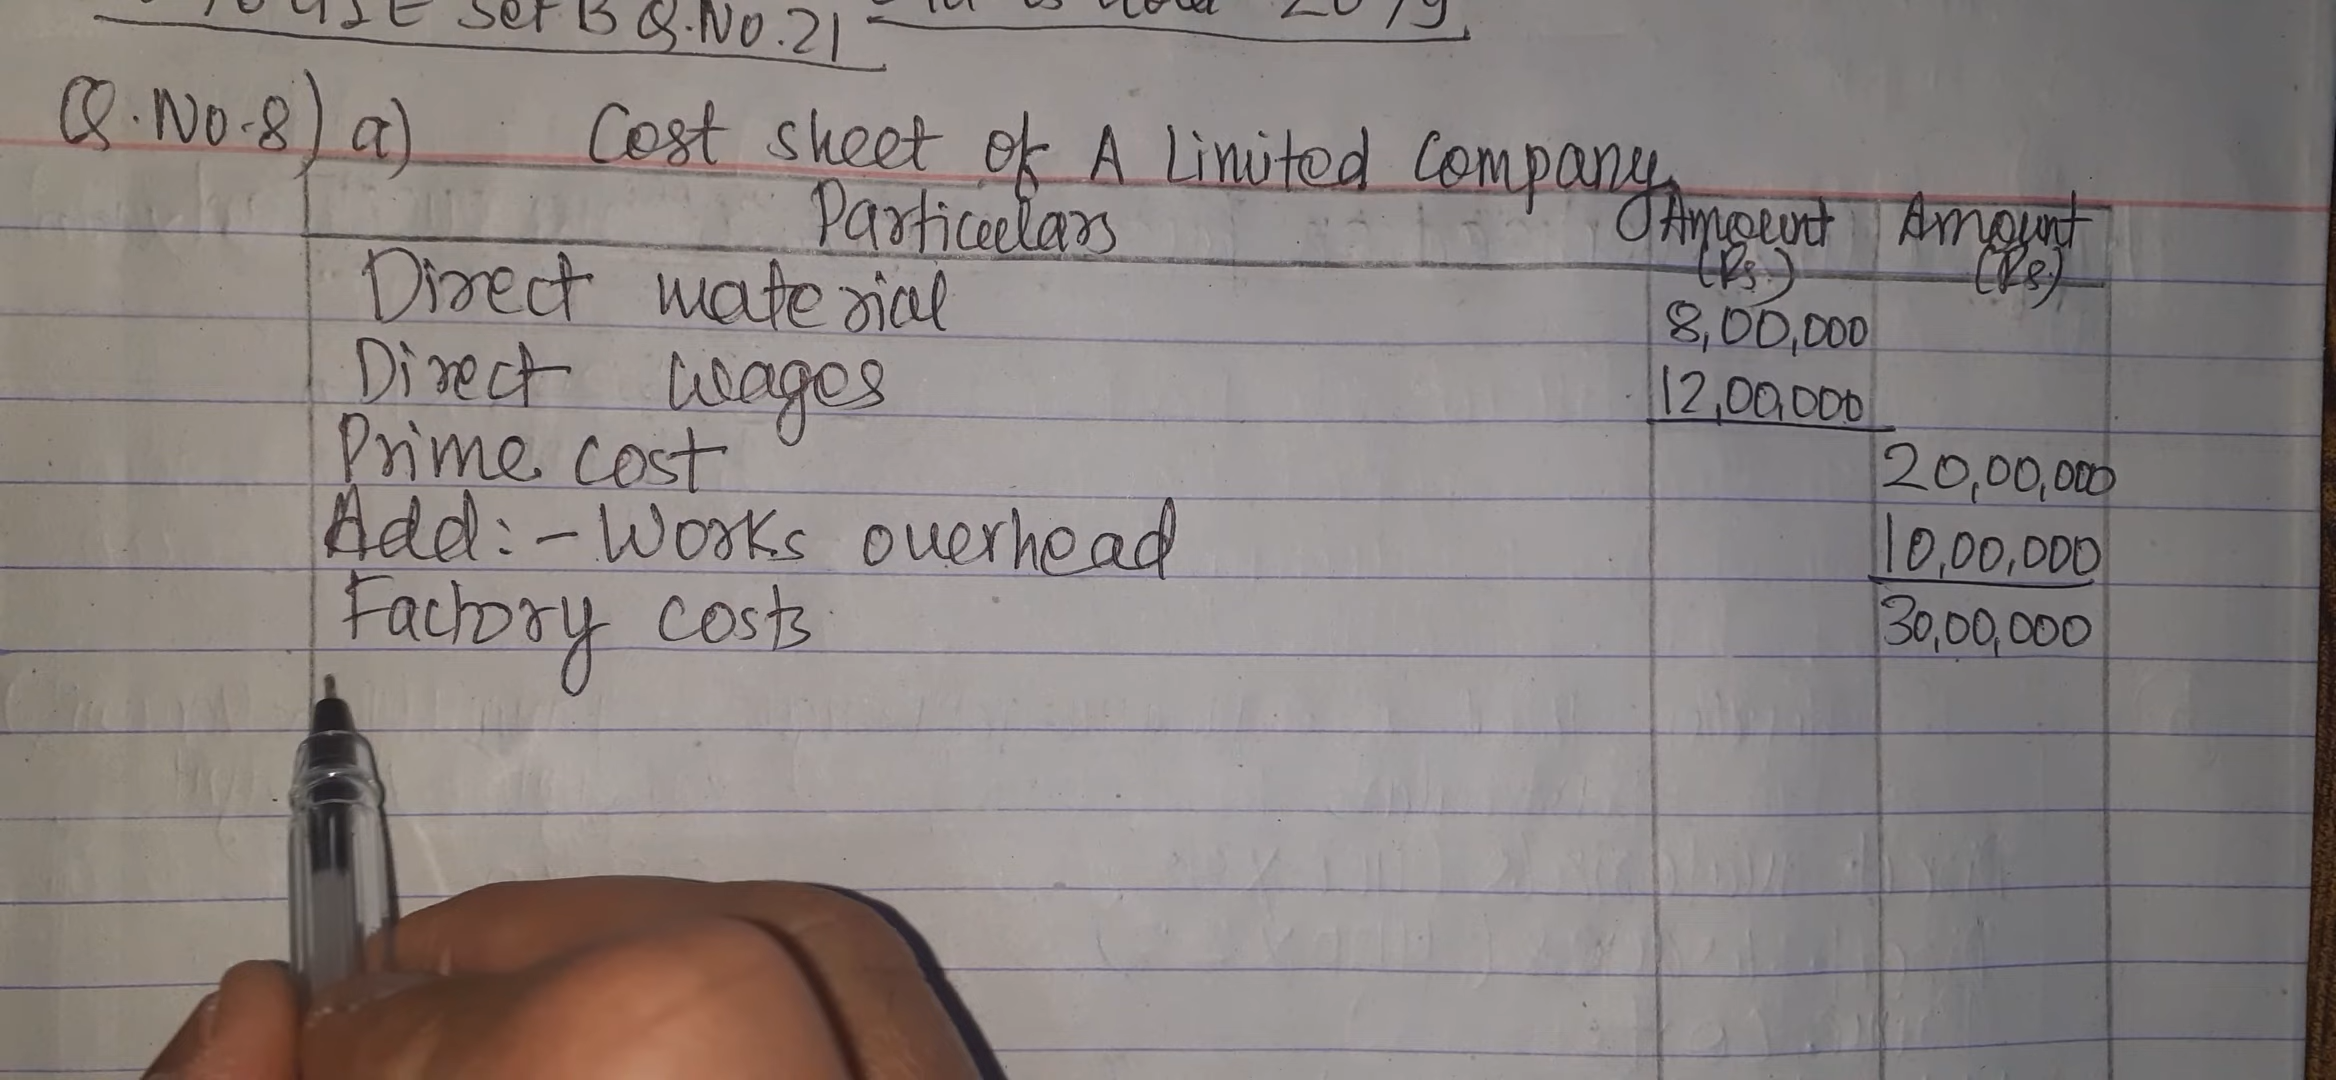 Set B Q.No.21
Q.No-8) a) Cost sheet of A Limited Company
Particulars Amount (Rs.) Amount (Rs)
Direct material 8,00,000
Direct wages 12,00,000
Prime cost 20,00,000
Add:- Works overhead 10,00,000
Factory costs 30,00,000